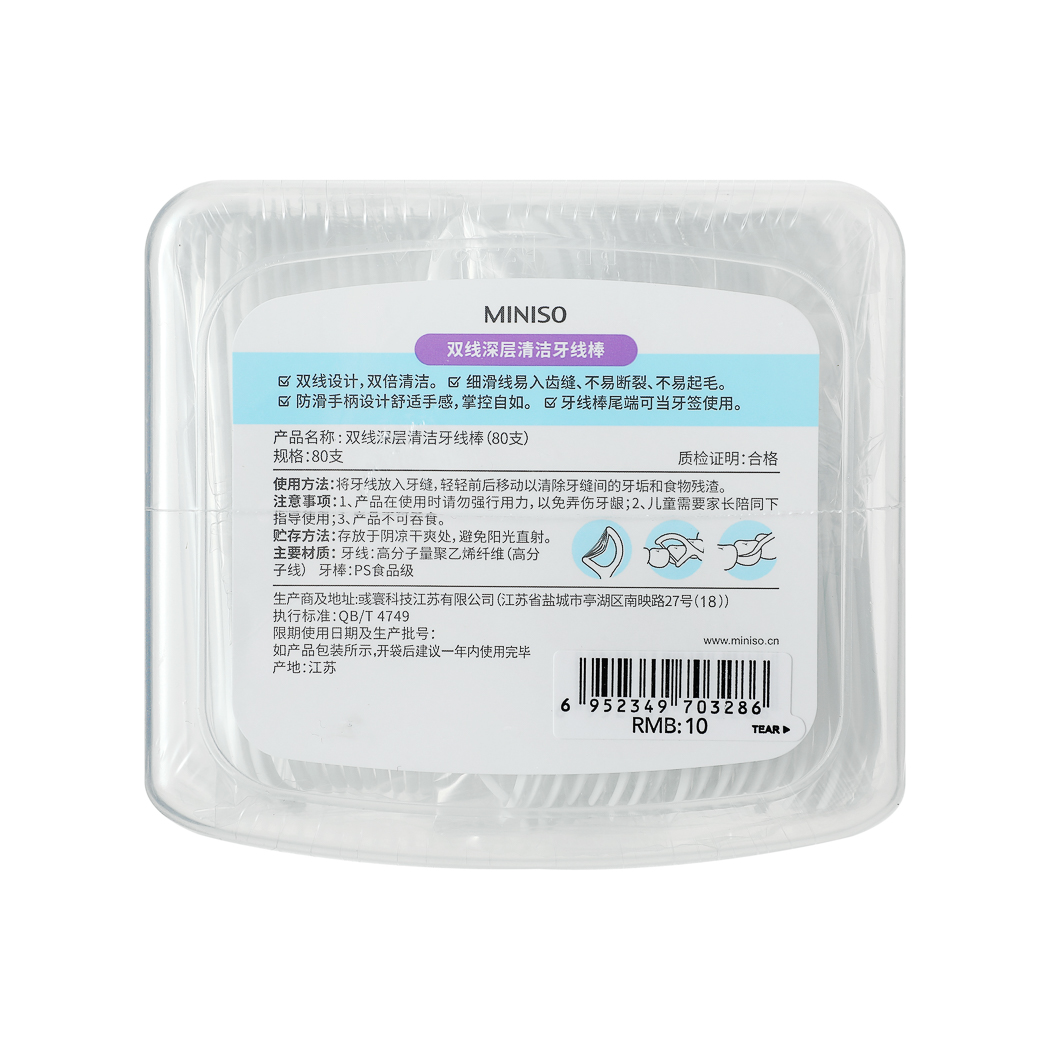 MINISO
双线深层清洁牙线棒
双线设计，双倍清洁。 细滑线易入齿缝、不易断裂、不易起毛。
防滑手柄设计舒适手感，掌控自如。 牙线棒尾端可当牙签使用。
产品名称：双线深层清洁牙线棒（80支）
规格：80支 质检证明：合格
使用方法：将牙线放入牙缝，轻轻前后移动以清除牙缝间的牙垢和食物残渣。
注意事项：1、产品在使用时请勿强行用力，以免弄伤牙龈；2、儿童需要家长陪同下
指导使用；3、产品不可吞食。
贮存方法：存放于阴凉干爽处，避免阳光直射。
主要材质： 牙线：高分子量聚乙烯纤维（高分
子线） 牙棒：PS食品级
生产商及地址：彧寰科技江苏有限公司（江苏省盐城市亭湖区南映路27号（18））
执行标准：QB/T 4749
限期使用日期及生产批号：
如产品包装所示，开袋后建议一年内使用完毕
产地：江苏
www.miniso.cn
6 952349 703286
RMB：10
TEAR